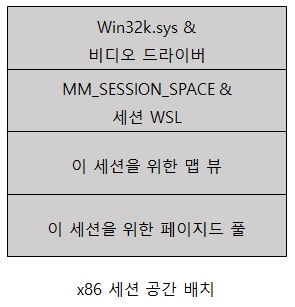 Win32k.sys &
비디오 드라이버
MM_SESSION_SPACE &
세션 WSL
이 세션을 위한 맵 뷰
이 세션을 위한 페이지드 풀
x86 세션 공간 배치